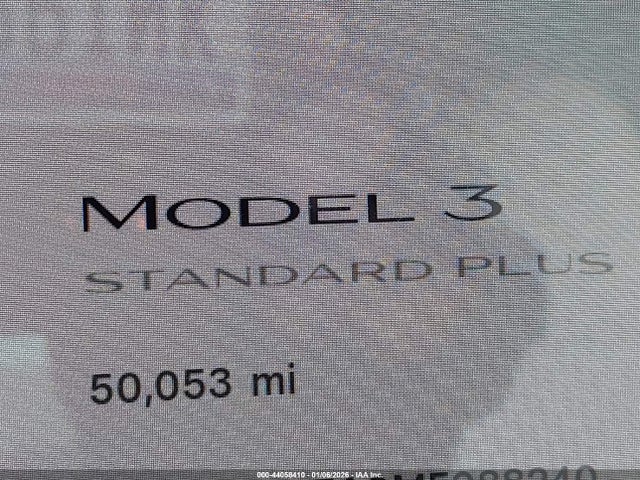 MODEL 3
STANDARD PLUS
50,053 mi
000-44058410 - 01/06/2026 - IAA Inc.